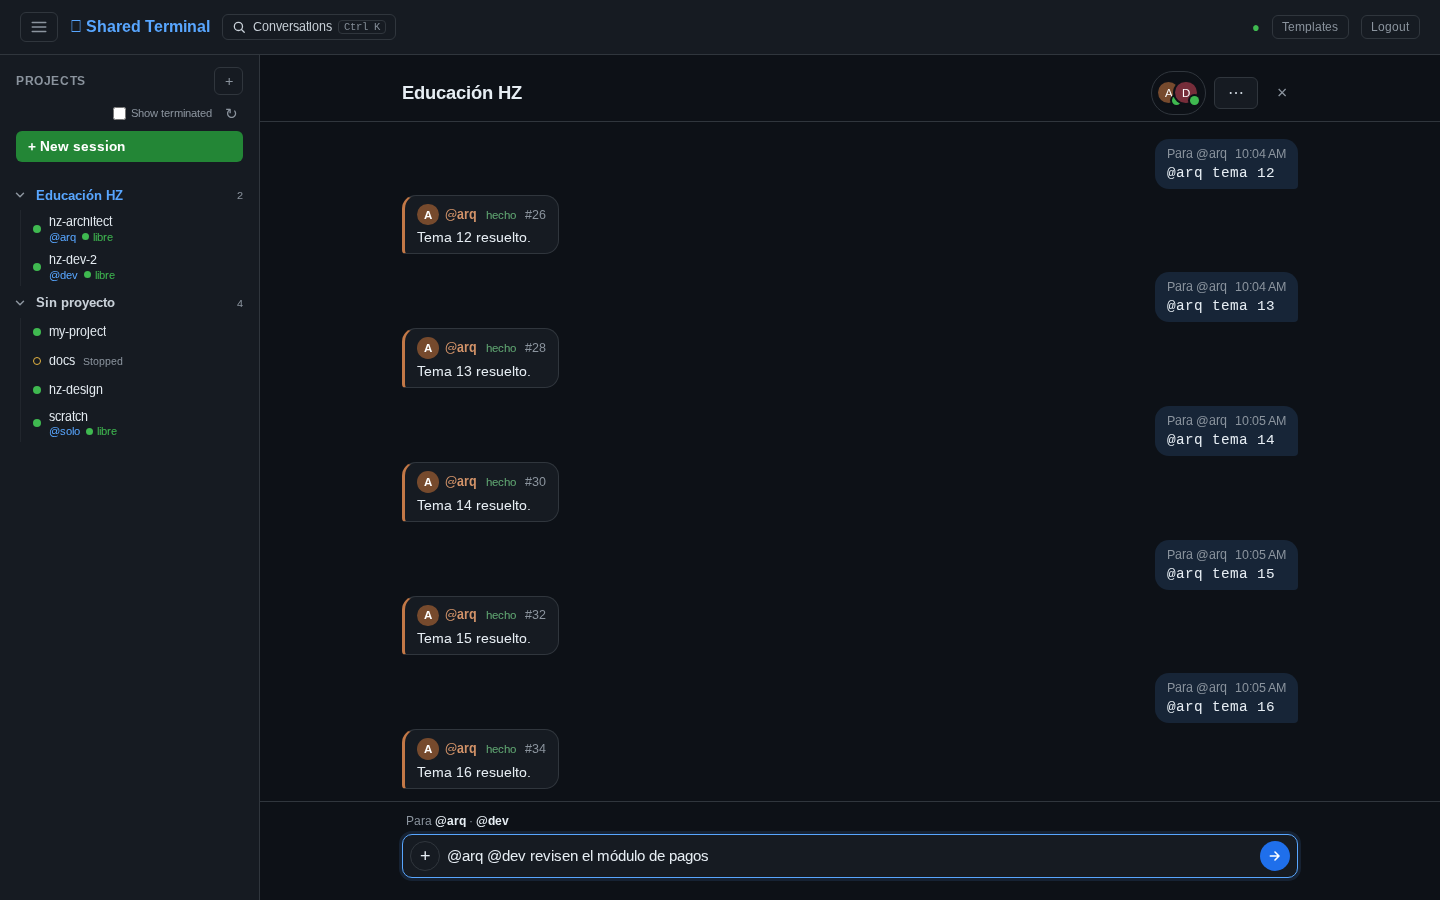 Shared Terminal
Conversations Ctrl K
Templates
Logout
PROJECTS
+
Show terminated ↻
+ New session
Educación HZ 2
hz-architect
@arq ● libre
hz-dev-2
@dev ● libre
Sin proyecto 4
my-project
docs Stopped
hz-design
scratch
@solo ● libre
Educación HZ
A D ⋯ ×
Para @arq 10:04 AM
@arq tema 12
A @arq hecho #26
Tema 12 resuelto.
Para @arq 10:04 AM
@arq tema 13
A @arq hecho #28
Tema 13 resuelto.
Para @arq 10:05 AM
@arq tema 14
A @arq hecho #30
Tema 14 resuelto.
Para @arq 10:05 AM
@arq tema 15
A @arq hecho #32
Tema 15 resuelto.
Para @arq 10:05 AM
@arq tema 16
A @arq hecho #34
Tema 16 resuelto.
Para @arq · @dev
+ @arq @dev revisen el módulo de pagos